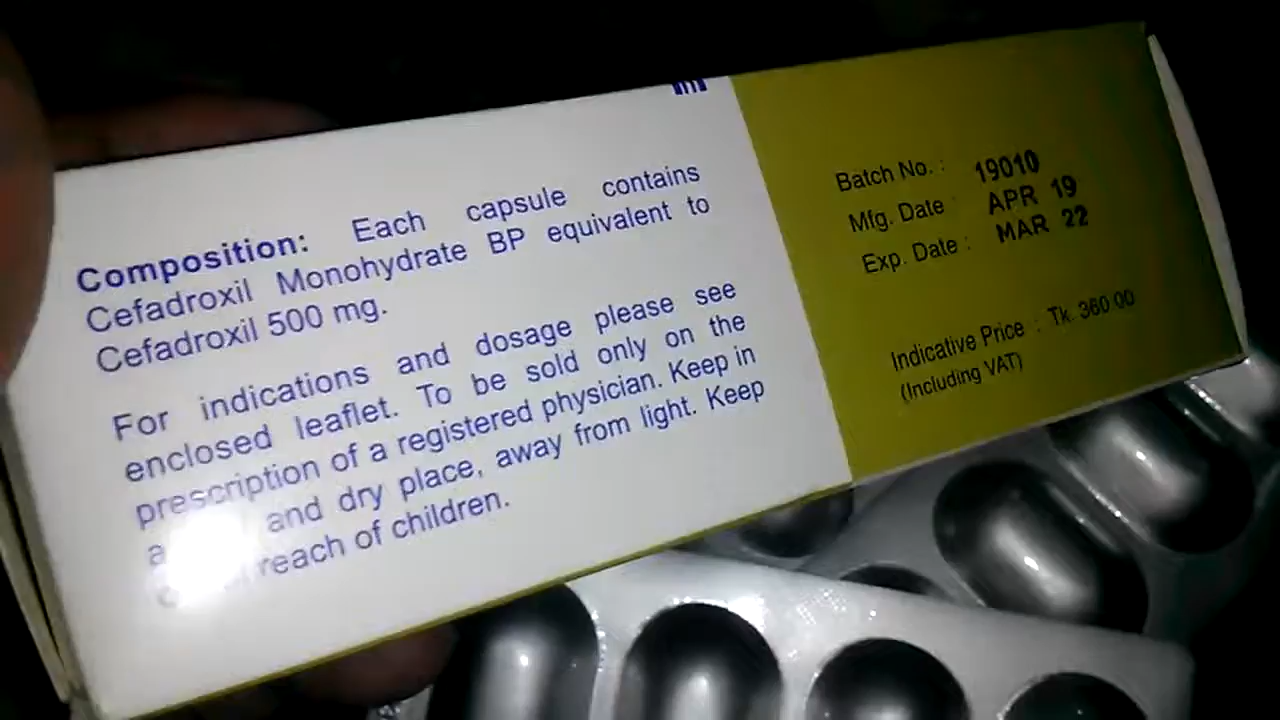 Composition: Each capsule contains
Cefadroxil Monohydrate BP equivalent to
Cefadroxil 500 mg.
For indications and dosage please see
enclosed leaflet. To be sold only on the
prescription of a registered physician. Keep in
a and dry place, away from light. Keep
reach of children.
Batch No. : 19010
Mfg. Date APR 19
Exp. Date : MAR 22
Indicative Price : Tk. 360.00
(Including VAT)